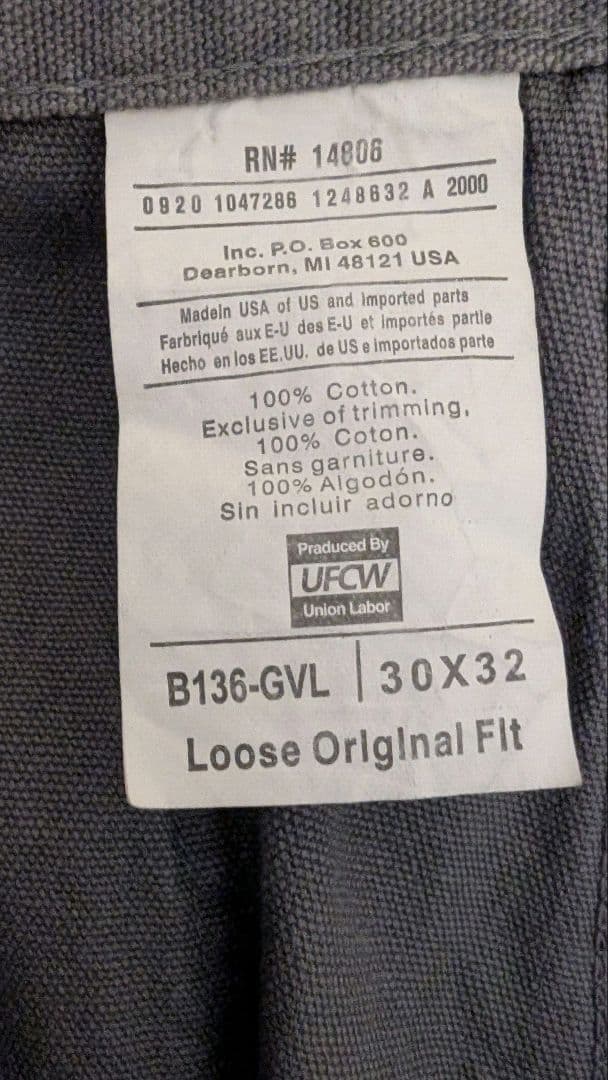 RN# 14806
0920 1047286 1248632 A 2000
Inc. P.O. Box 600
Dearborn, MI 48121 USA
MadeIn USA of US and Imported parts
Farbriqué aux E-U des E-U et importés partie
Hecho en los EE.UU. de US e importados parte
100% Cotton.
Exclusive of trimming,
100% Coton.
Sans garniture.
100% Algodón.
Sin incluir adorno
Praduced By
UFCW
Union Labor
B136-GVL | 30X32
Loose Original Fit